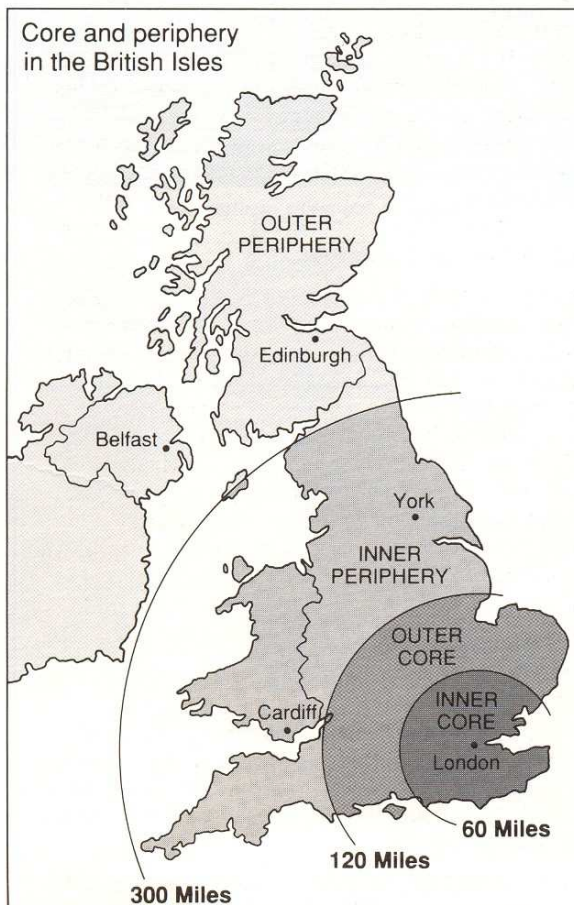 Core and periphery
in the British Isles
OUTER
PERIPHERY
Edinburgh
Belfast
York
INNER
PERIPHERY
OUTER
CORE
INNER
CORE
Cardiff
London
60 Miles
120 Miles
300 Miles